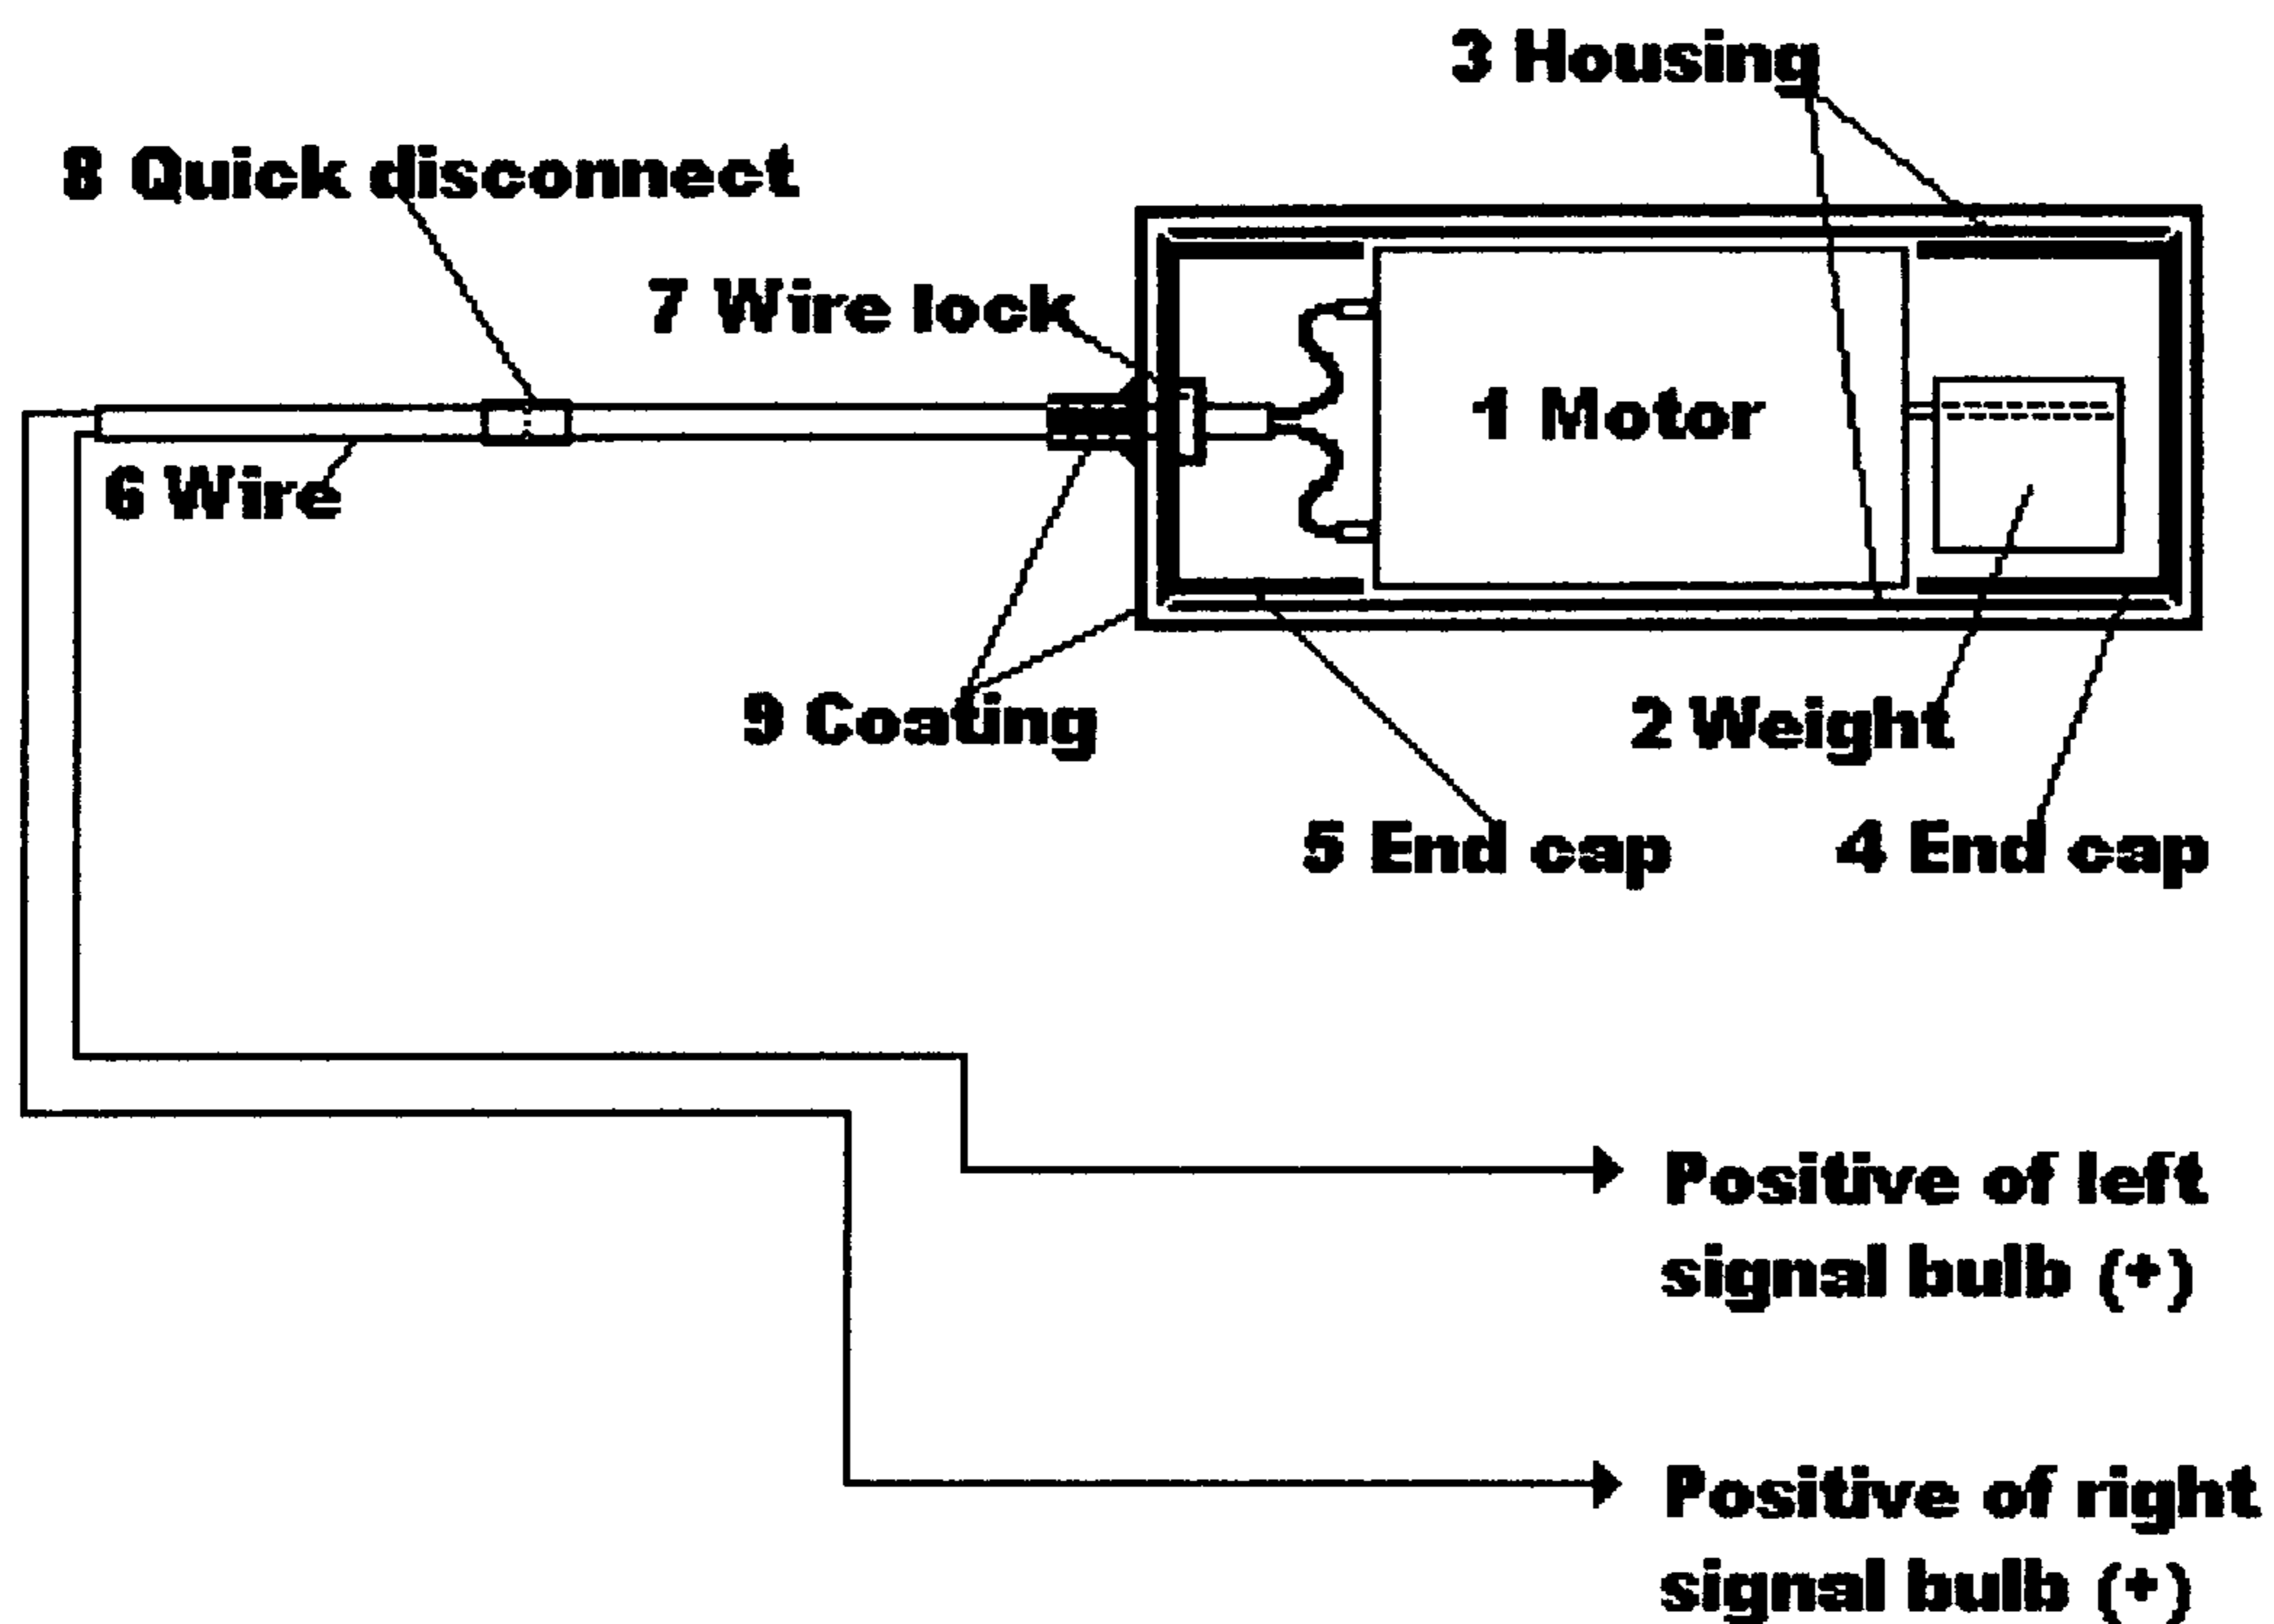 3 Housing
8 Quick disconnect
7 Wire lock
1 Motor
6 Wire
9 Coating
2 Weight
5 End cap
4 End cap
Positive of left
signal bulb (+)
Positive of right
signal bulb (+)